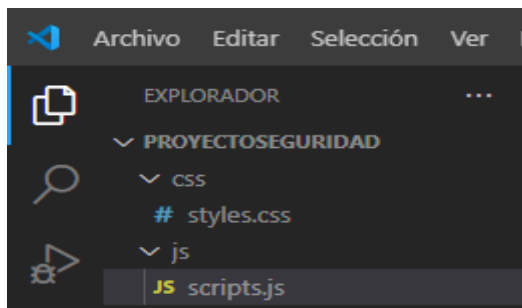 Archivo Editar Selección Ver
EXPLORADOR ...
PROYECTOSEGURIDAD
css
# styles.css
js
JS scripts.js